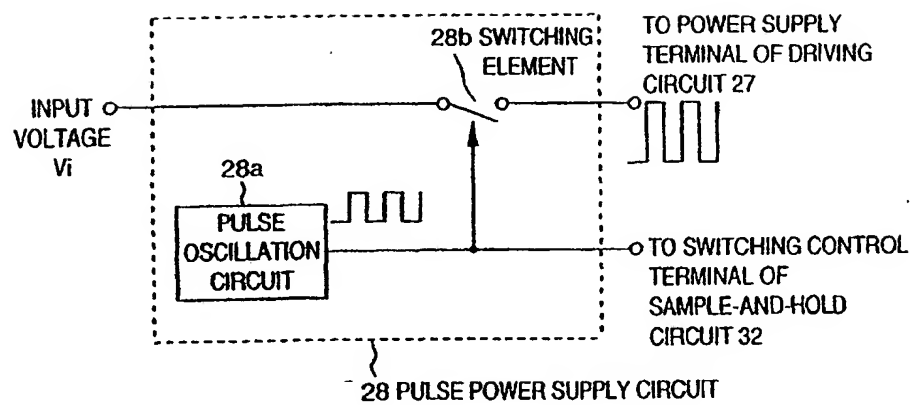 28b SWITCHING
ELEMENT
TO POWER SUPPLY
TERMINAL OF DRIVING
CIRCUIT 27
INPUT
VOLTAGE
Vi
28a
PULSE
OSCILLATION
CIRCUIT
TO SWITCHING CONTROL
TERMINAL OF
SAMPLE-AND-HOLD
CIRCUIT 32
28 PULSE POWER SUPPLY CIRCUIT